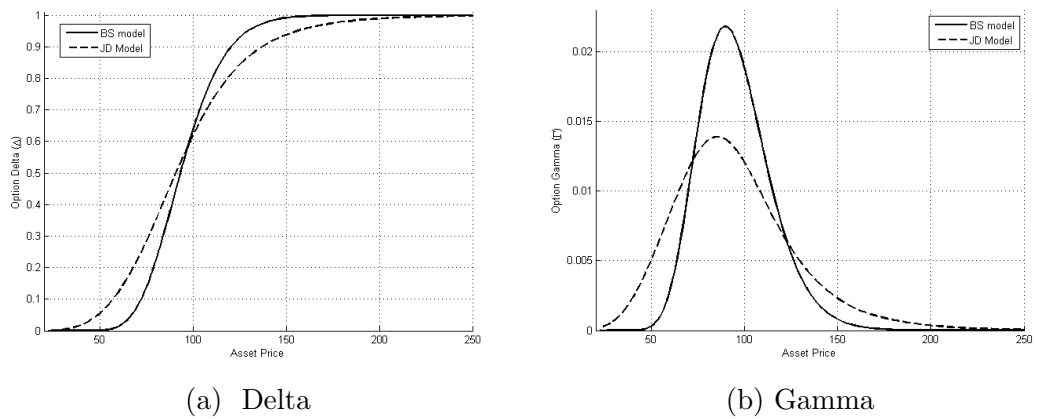 1
0.9
0.8
0.7
0.6
0.5
0.4
0.3
0.2
0.1
0
Option Delta (Δ)
BS model
JD Model
50
100
150
200
250
Asset Price
(a) Delta
0.02
0.015
0.01
0.005
0
Option Gamma (Γ)
BS model
JD Model
50
100
150
200
250
Asset Price
(b) Gamma